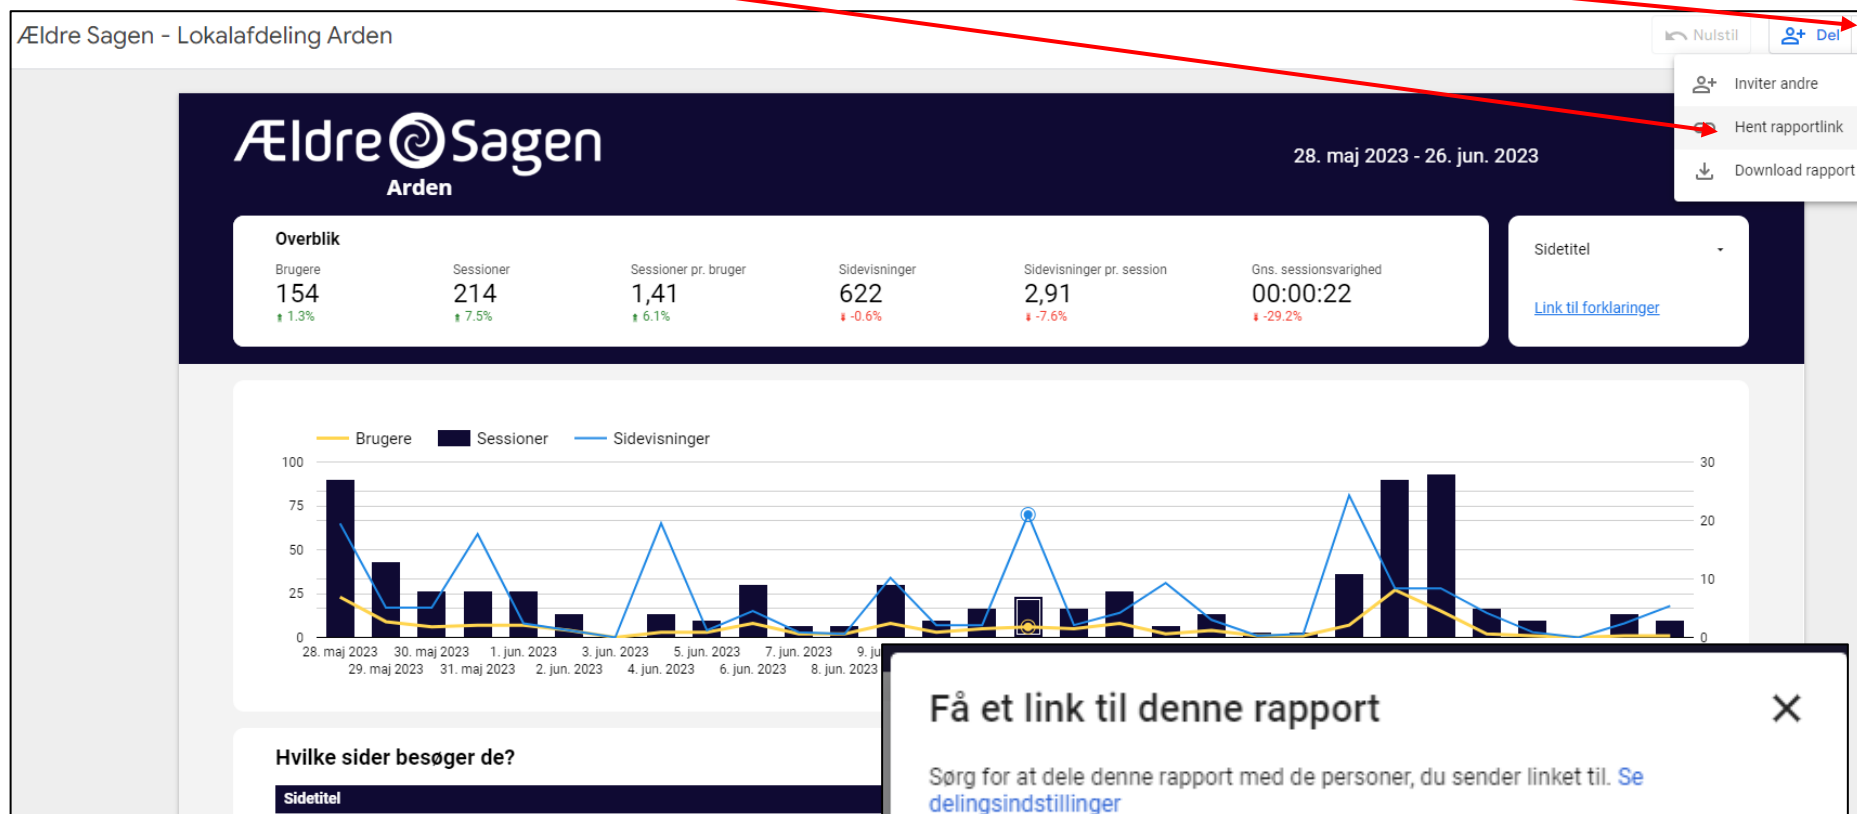 Ældre Sagen - Lokalafdeling Arden
Nulstil
Del
Inviter andre
Hent rapportlink
Download rapport
Ældre Sagen
Arden
28. maj 2023 - 26. jun. 2023
Overblik
Brugere Sessioner Sessioner pr. bruger Sidevisninger Sidevisninger pr. session Gns. sessionsvarighed
154 214 1,41 622 2,91 00:00:22
1.3% 7.5% 6.1% -0.6% -7.6% -29.2%
Sidetitel
Link til forklaringer
Brugere Sessioner Sidevisninger
100 30
75
20
50
10
25
0 0
28. maj 2023 30. maj 2023 1. jun. 2023 3. jun. 2023 5. jun. 2023 7. jun. 2023 9. ju
29. maj 2023 31. maj 2023 2. jun. 2023 4. jun. 2023 6. jun. 2023 8. jun. 2023
Få et link til denne rapport
Sørg for at dele denne rapport med de personer, du sender linket til. Se
delingsindstillinger
Hvilke sider besøger de?
Sidetitel